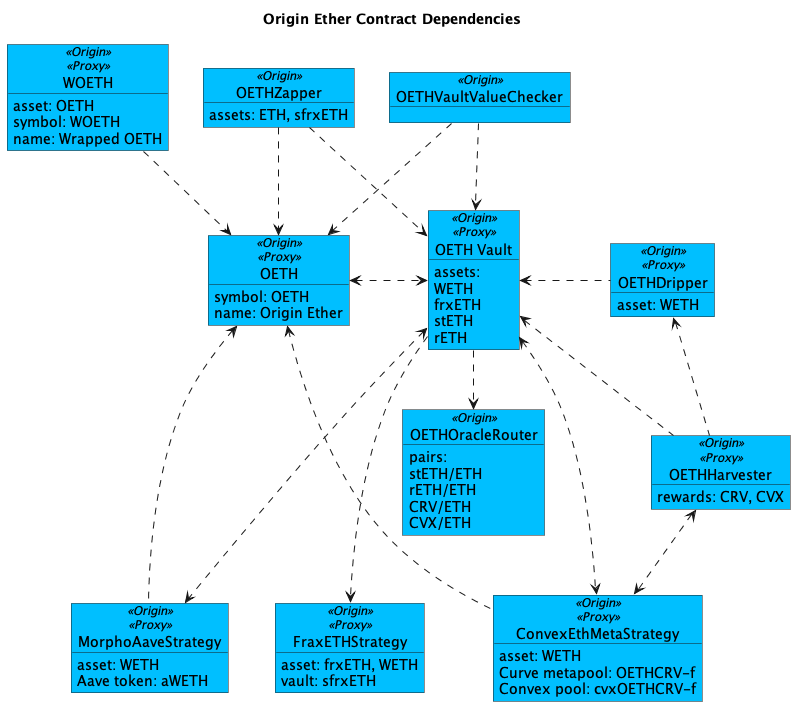 Origin Ether Contract Dependencies
«Origin»
«Proxy»
WOETH
asset: OETH
symbol: WOETH
name: Wrapped OETH
«Origin»
OETHZapper
assets: ETH, sfrxETH
«Origin»
OETHVaultValueChecker
«Origin»
«Proxy»
OETH
symbol: OETH
name: Origin Ether
«Origin»
«Proxy»
OETH Vault
assets:
WETH
frxETH
stETH
rETH
«Origin»
«Proxy»
OETHDripper
asset: WETH
«Origin»
OETHOracleRouter
pairs:
stETH/ETH
rETH/ETH
CRV/ETH
CVX/ETH
«Origin»
«Proxy»
OETHHarvester
rewards: CRV, CVX
«Origin»
«Proxy»
MorphoAaveStrategy
asset: WETH
Aave token: aWETH
«Origin»
«Proxy»
FraxETHStrategy
asset: frxETH, WETH
vault: sfrxETH
«Origin»
«Proxy»
ConvexEthMetaStrategy
asset: WETH
Curve metapool: OETHCRV-f
Convex pool: cvxOETHCRV-f